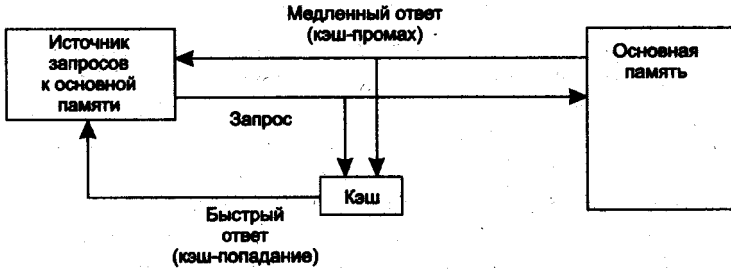 Медленный ответ
(кэш-промах)
Источник
запросов
к основной
памяти
Основная
память
Запрос
Кэш
Быстрый
ответ
(кэш-попадание)